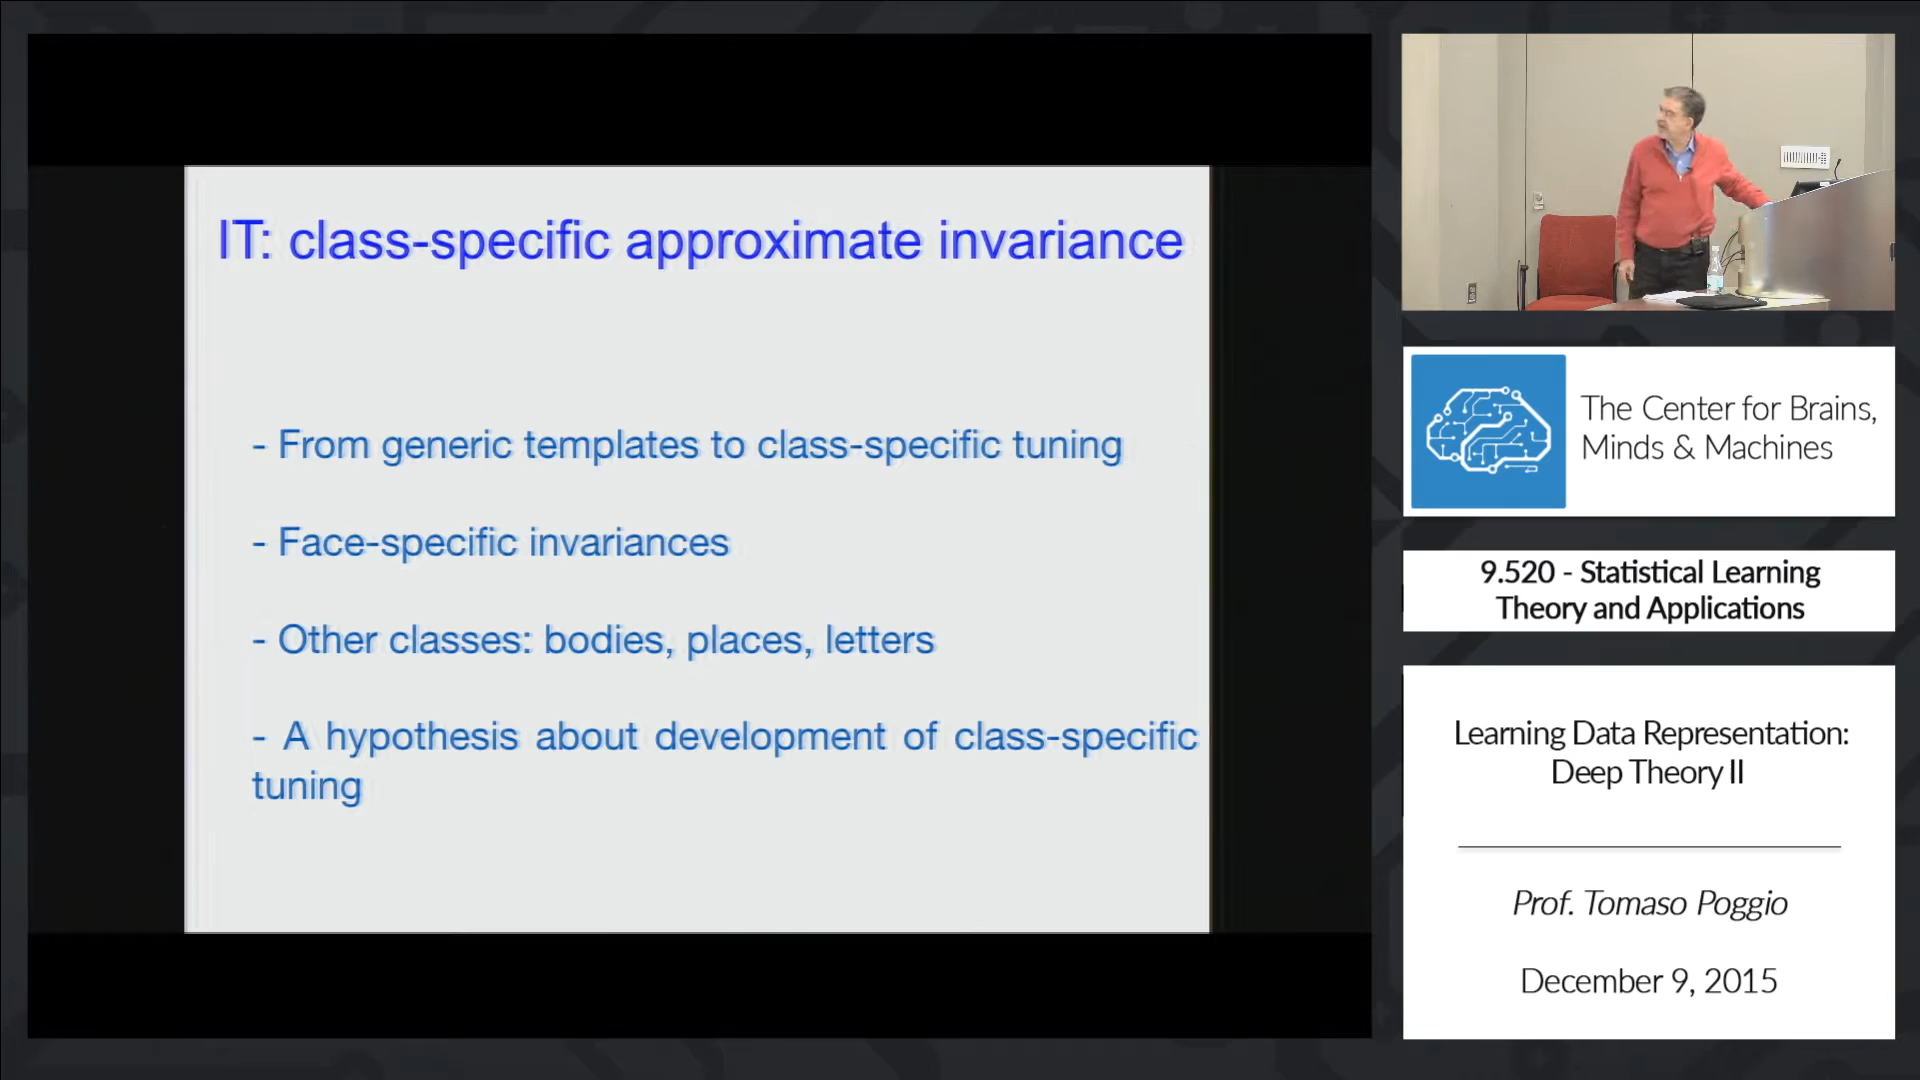 IT: class-specific approximate invariance
- From generic templates to class-specific tuning
- Face-specific invariances
- Other classes: bodies, places, letters
- A hypothesis about development of class-specific
tuning
The Center for Brains,
Minds & Machines
9.520 - Statistical Learning
Theory and Applications
Learning Data Representation:
Deep Theory II
Prof. Tomaso Poggio
December 9, 2015